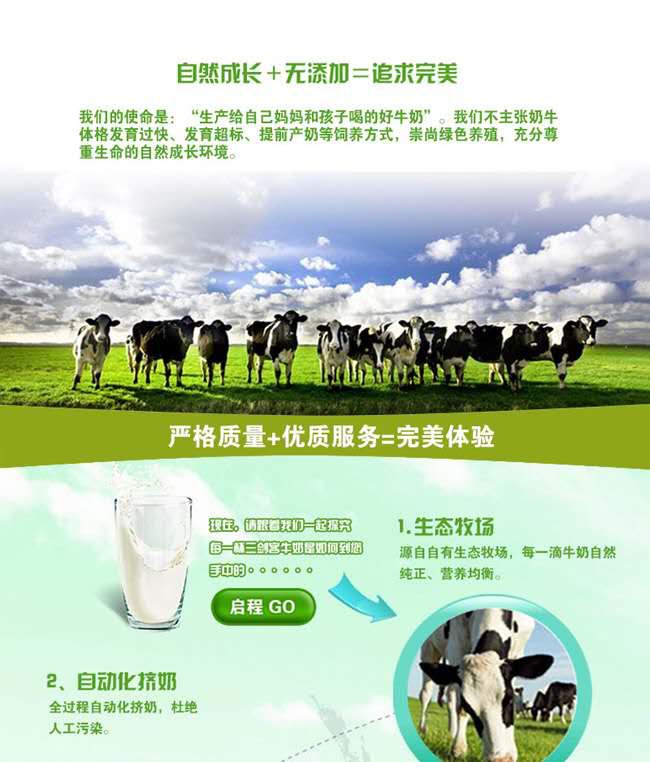 自然成长+无添加=追求完美
我们的使命是：“生产给自己妈妈和孩子喝的好牛奶”。我们不主张奶牛
体格发育过快、发育超标、提前产奶等饲养方式，崇尚绿色养殖，充分尊
重生命的自然成长环境。
严格质量+优质服务=完美体验
现在，请跟着我们一起探究
每一杯三剑客牛奶是如何到您
手中的······
启程 GO
1.生态牧场
源自自有生态牧场，每一滴牛奶自然
纯正、营养均衡。
2、自动化挤奶
全过程自动化挤奶，杜绝
人工污染。